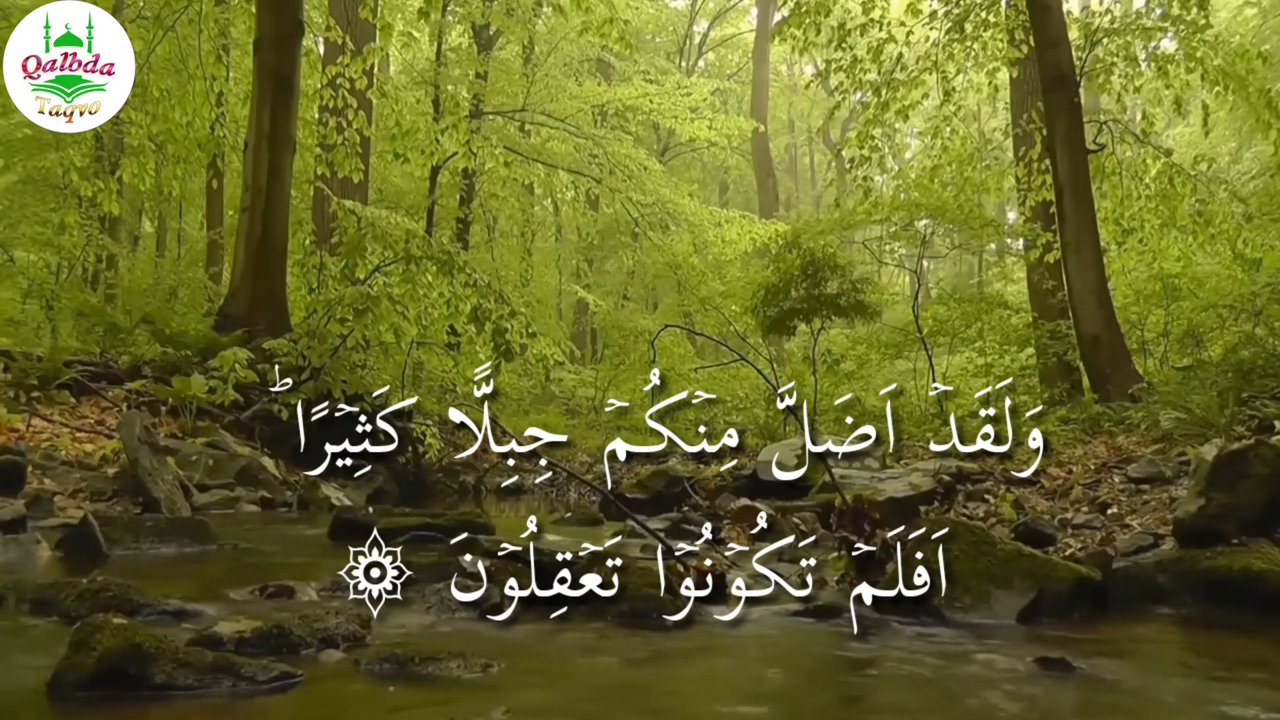 Qalbda
Taqvo
وَلَقَدۡ اَضَلَّ مِنۡكُمۡ جِبِلًّا كَثِيۡرًا ؕ
اَفَلَمۡ تَكُوۡنُوۡا تَعۡقِلُوۡنَ ۞